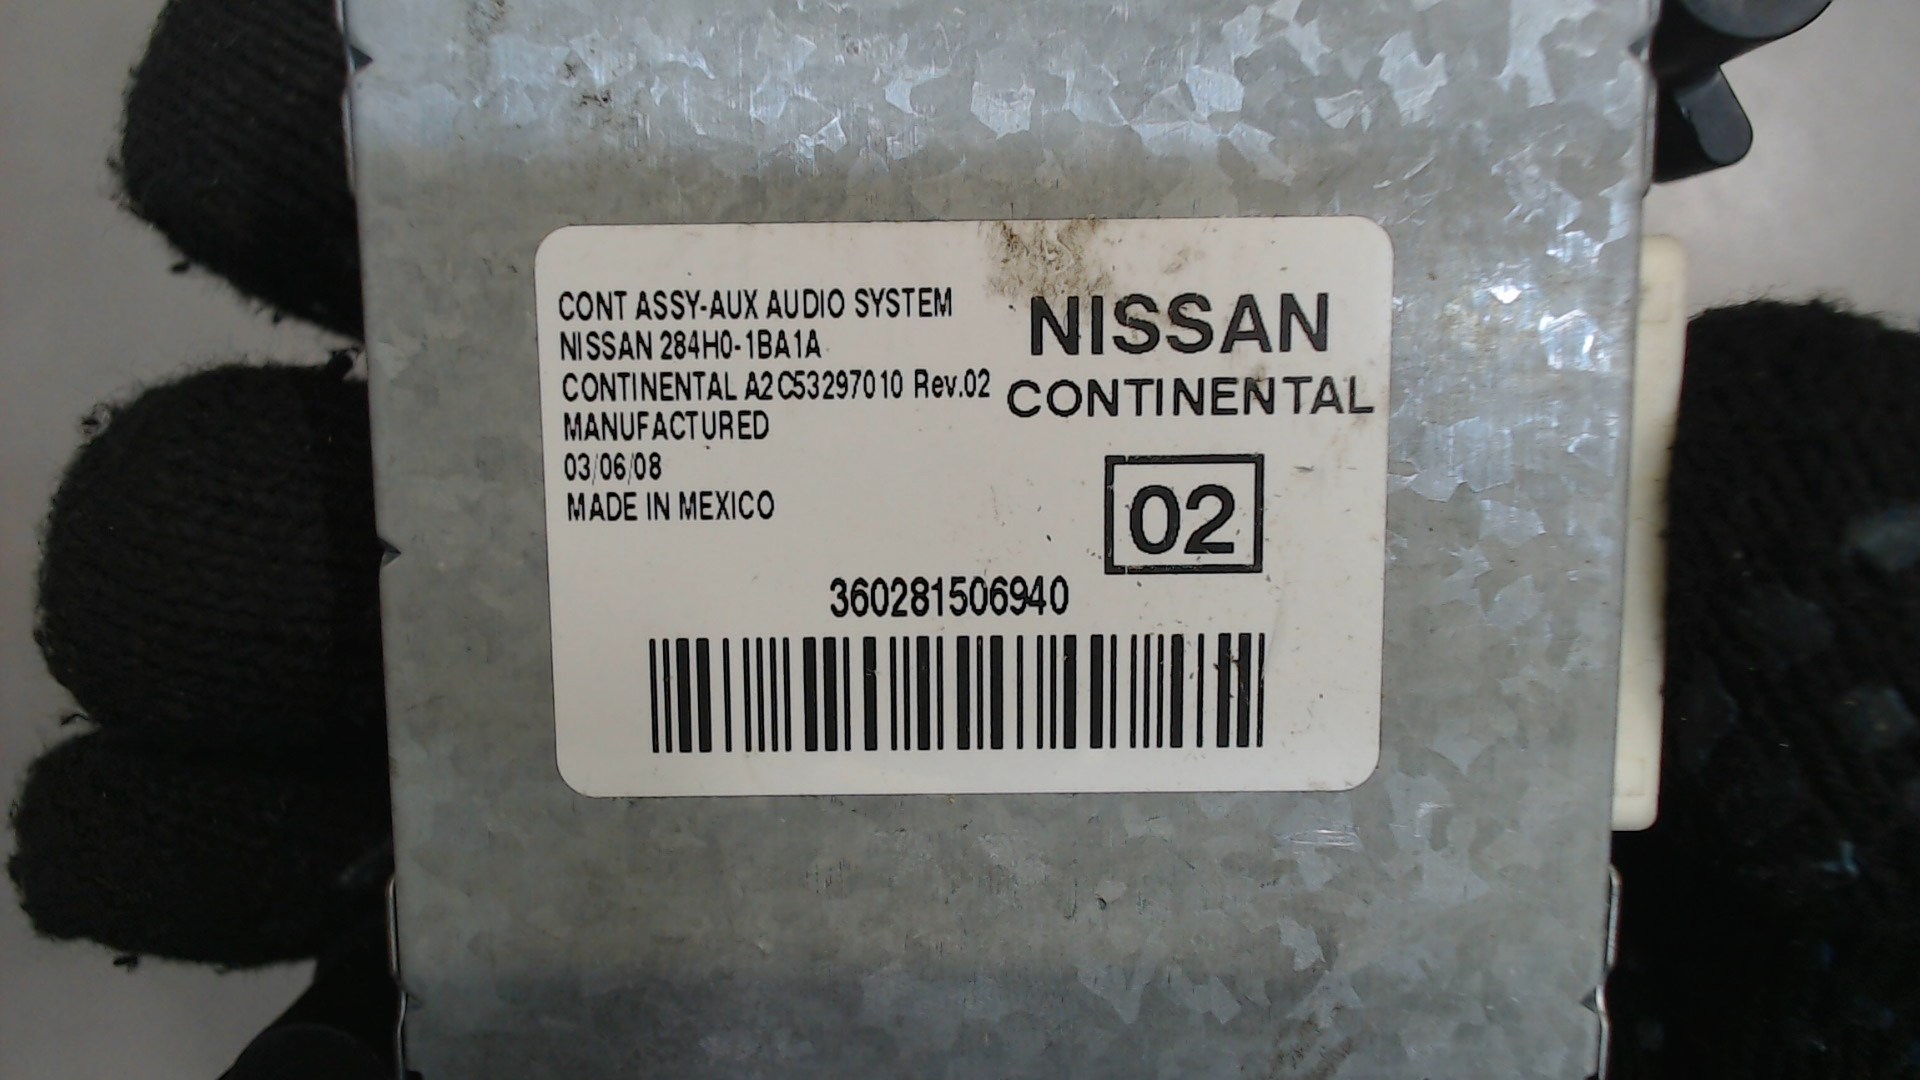 CONT ASSY-AUX AUDIO SYSTEM
NISSAN 284H0-1BA1A
CONTINENTAL A2C53297010 Rev.02
MANUFACTURED
03/06/08
MADE IN MEXICO
NISSAN
CONTINENTAL
02
360281506940